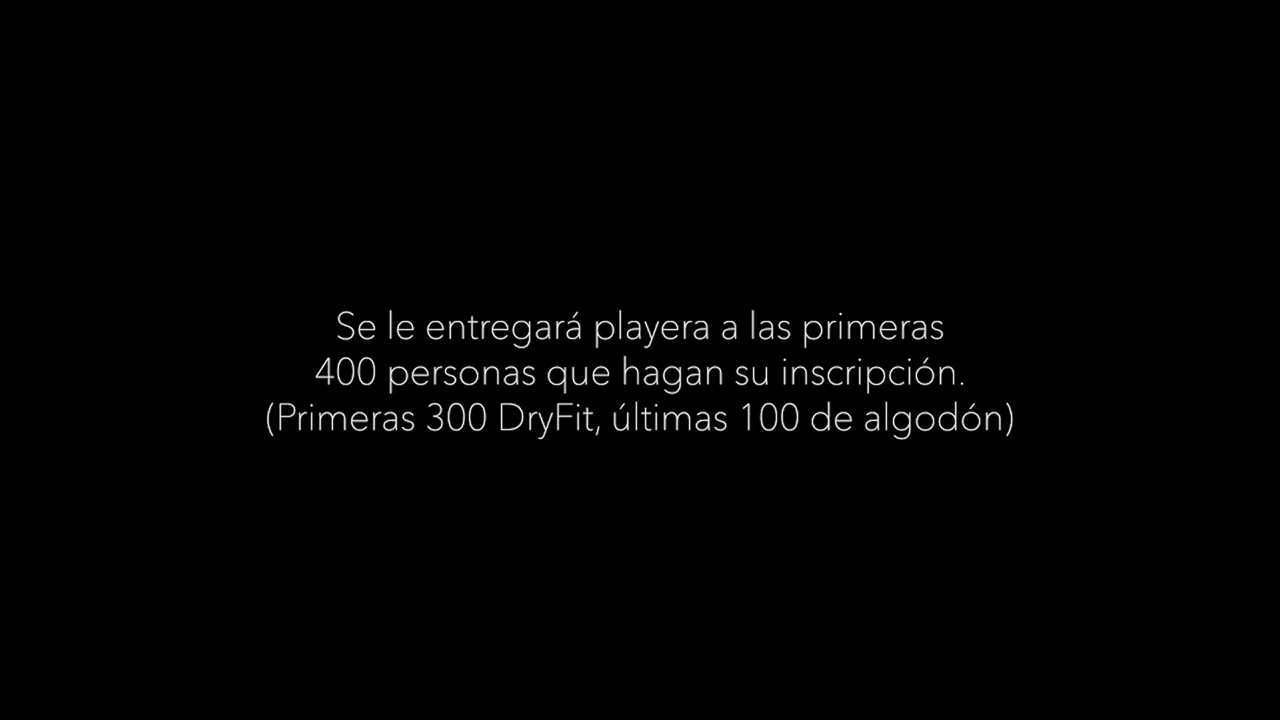 Se le entregará playera a las primeras
400 personas que hagan su inscripción.
(Primeras 300 DryFit, últimas 100 de algodón)